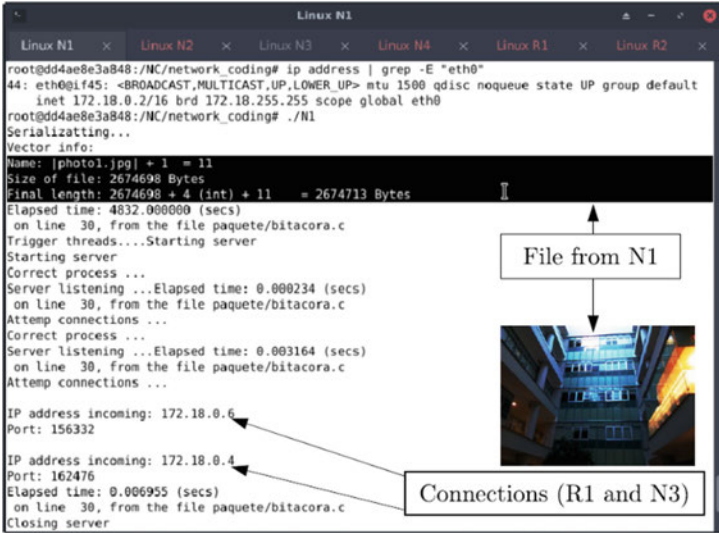 Linux N1
Linux N1 × Linux N2 × Linux N3 × Linux N4 × Linux R1 × Linux R2 ×
root@dd4ae8e3a848:/NC/network_coding# ip address | grep -E "eth0"
44: eth0@if45: <BROADCAST,MULTICAST,UP,LOWER_UP> mtu 1500 qdisc noqueue state UP group default
inet 172.18.0.2/16 brd 172.18.255.255 scope global eth0
root@dd4ae8e3a848:/NC/network_coding# ./N1
Serializatting...
Vector info:
Name: |photo1.jpg| + 1 = 11
Size of file: 2674698 Bytes
Final length: 2674698 + 4 (int) + 11 = 2674713 Bytes
Elapsed time: 4832.000000 (secs)
on line 30, from the file paquete/bitacora.c
Trigger threads....Starting server
Starting server
Correct process ...
Server listening ...Elapsed time: 0.000234 (secs)
on line 30, from the file paquete/bitacora.c
Attemp connections ...
Correct process ...
Server listening ...Elapsed time: 0.003164 (secs)
on line 30, from the file paquete/bitacora.c
Attemp connections ...
IP address incoming: 172.18.0.6
Port: 156332
IP address incoming: 172.18.0.4
Port: 162476
Elapsed time: 0.006955 (secs)
on line 30, from the file paquete/bitacora.c
Closing server
File from N1
Connections (R1 and N3)